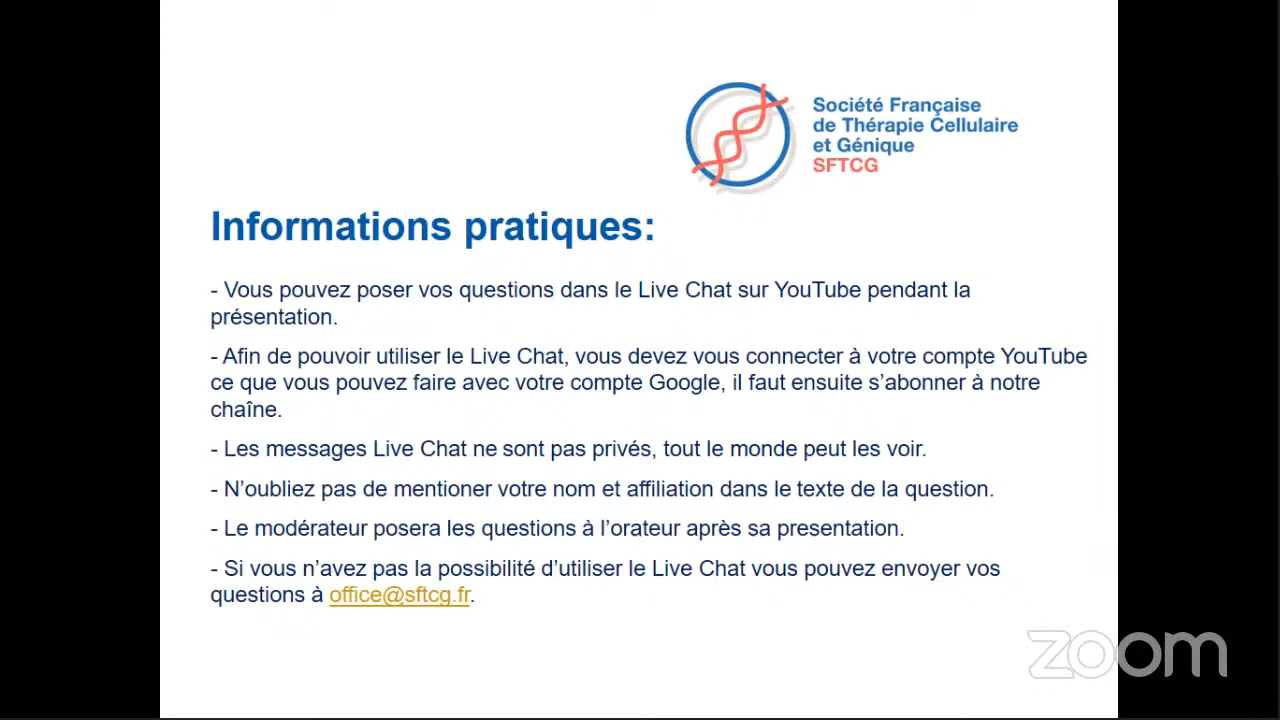 Société Française
de Thérapie Cellulaire
et Génique
SFTCG
Informations pratiques:
- Vous pouvez poser vos questions dans le Live Chat sur YouTube pendant la
présentation.
- Afin de pouvoir utiliser le Live Chat, vous devez vous connecter à votre compte YouTube
ce que vous pouvez faire avec votre compte Google, il faut ensuite s’abonner à notre
chaîne.
- Les messages Live Chat ne sont pas privés, tout le monde peut les voir.
- N’oubliez pas de mentioner votre nom et affiliation dans le texte de la question.
- Le modérateur posera les questions à l’orateur après sa presentation.
- Si vous n’avez pas la possibilité d’utiliser le Live Chat vous pouvez envoyer vos
questions à office@sftcg.fr.
zoom